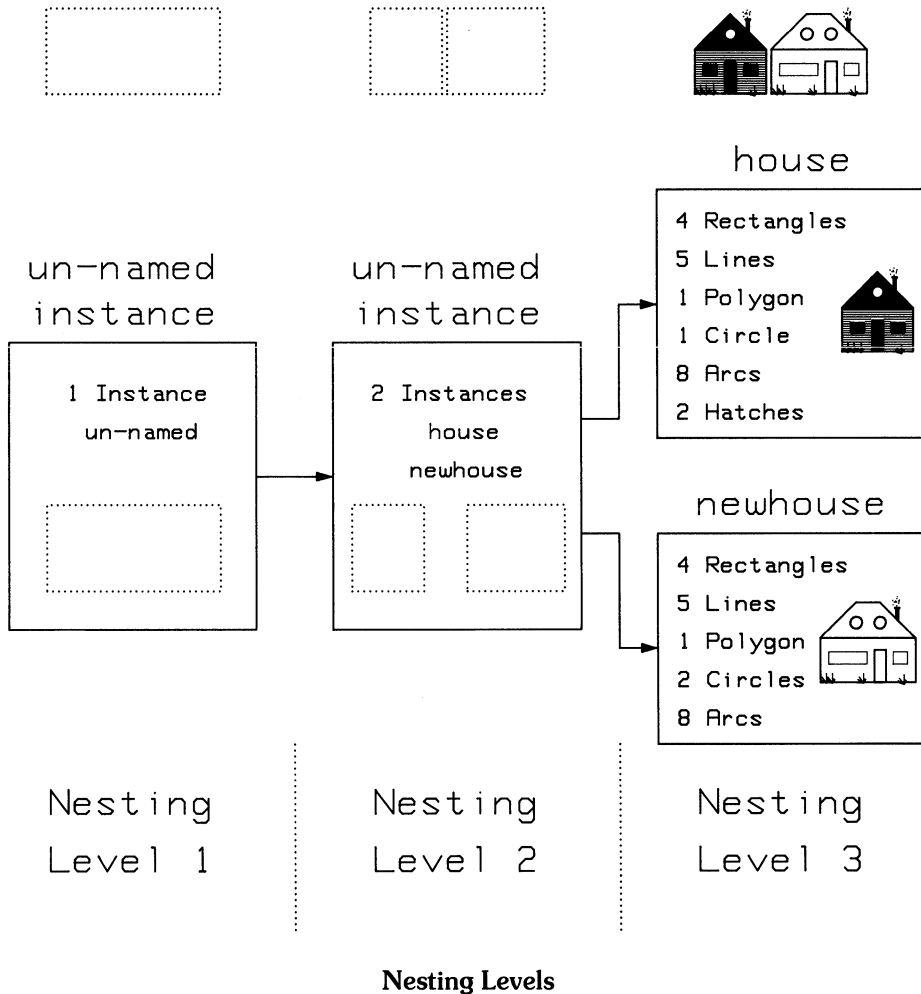 un-named
instance
1 Instance
un-named
un-named
instance
2 Instances
house
newhouse
house
4 Rectangles
5 Lines
1 Polygon
1 Circle
8 Arcs
2 Hatches
newhouse
4 Rectangles
5 Lines
1 Polygon
2 Circles
8 Arcs
Nesting
Level 1
Nesting
Level 2
Nesting
Level 3
Nesting Levels